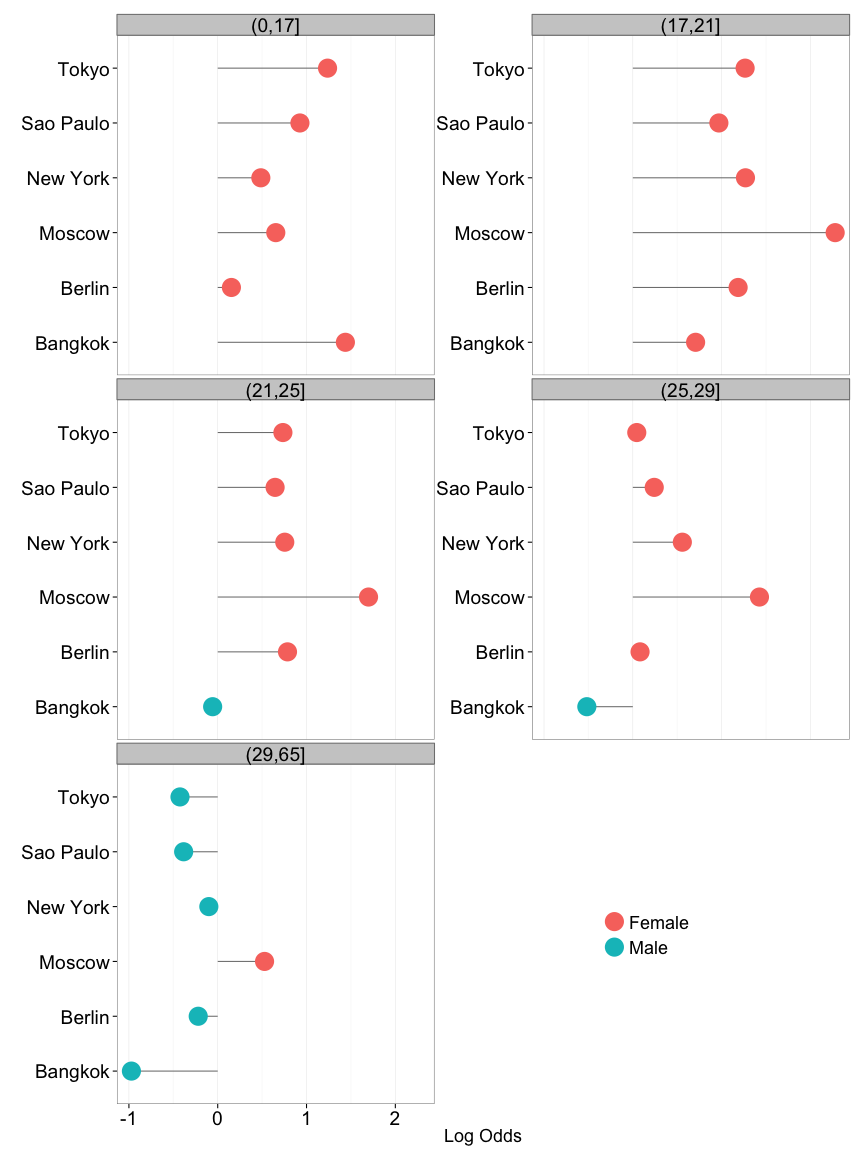 (0,17]
Tokyo
Sao Paulo
New York
Moscow
Berlin
Bangkok
(17,21]
Tokyo
Sao Paulo
New York
Moscow
Berlin
Bangkok
(21,25]
Tokyo
Sao Paulo
New York
Moscow
Berlin
Bangkok
(25,29]
Tokyo
Sao Paulo
New York
Moscow
Berlin
Bangkok
(29,65]
Tokyo
Sao Paulo
New York
Moscow
Berlin
Bangkok
-1 0 1 2
Female
Male
Log Odds